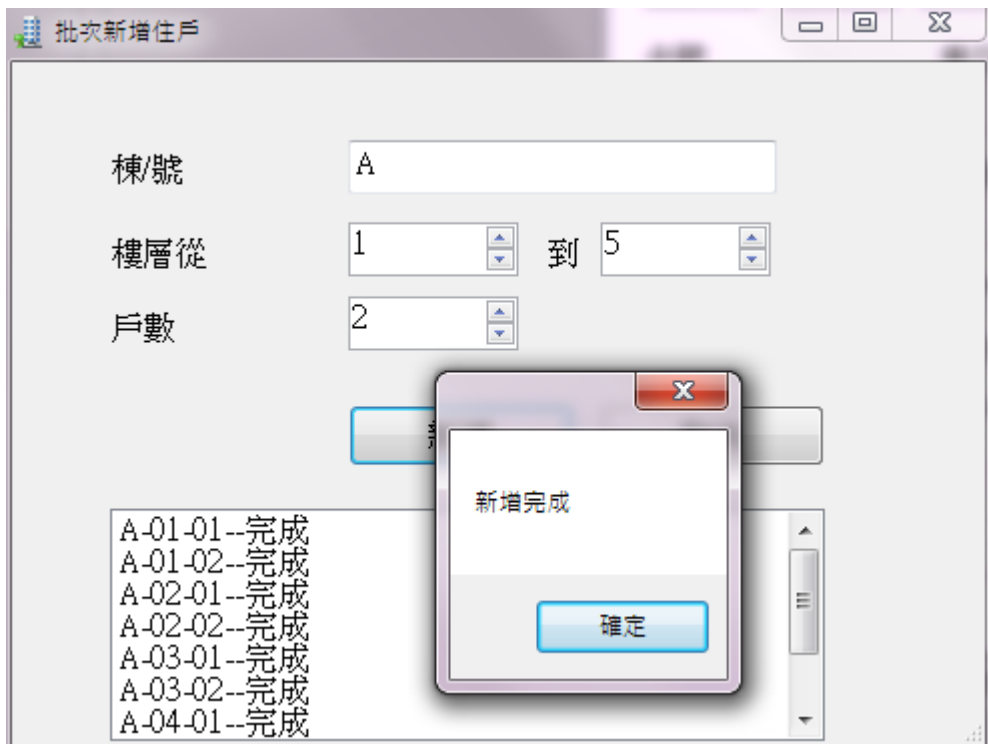 批次新增住戶
棟/號 A
樓層從 1 到 5
戶數 2
新增完成
確定
A-01-01--完成
A-01-02--完成
A-02-01--完成
A-02-02--完成
A-03-01--完成
A-03-02--完成
A-04-01--完成